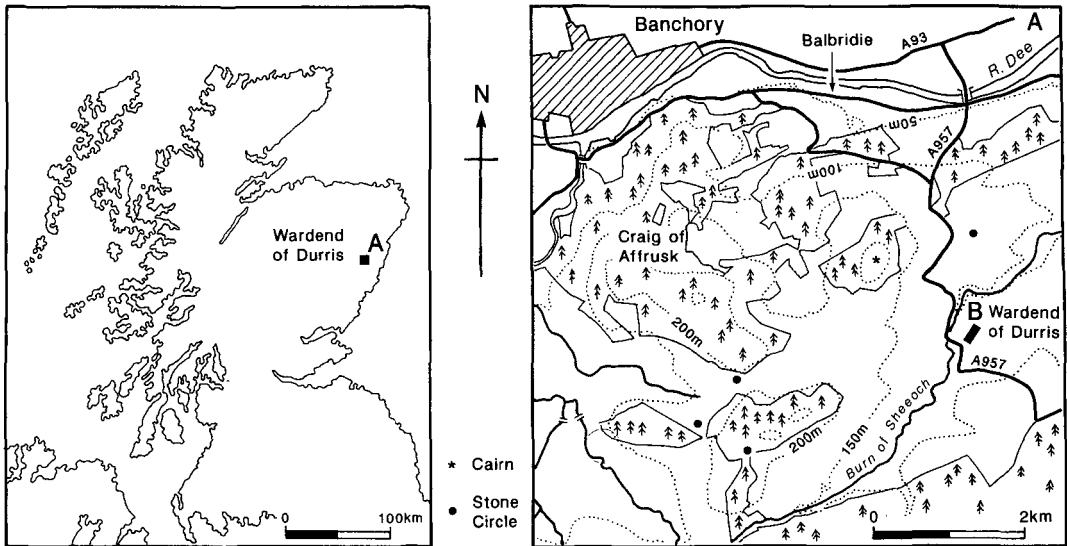 Wardend
of Durris
A
0
100km
N
* Cairn
● Stone
Circle
Banchory
Balbridie
A93
A
R. Dee
50m
A957
100m
Craig of
Affrusk
200m
B
Wardend
of Durris
A957
200m
150m
Burn of Sheeoch
0
2km